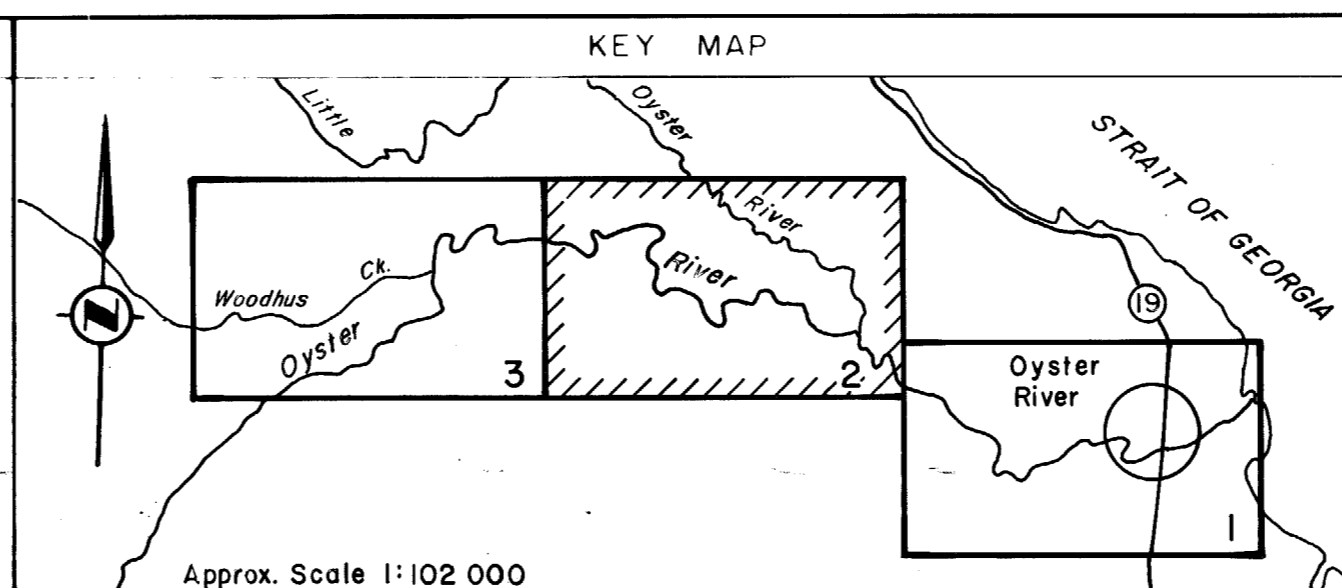 KEY MAP
Little
Oyster
River
STRAIT OF GEORGIA
River
Woodhus Ck.
Oyster
19
3
2
Oyster
River
1
N
Approx. Scale 1:102 000